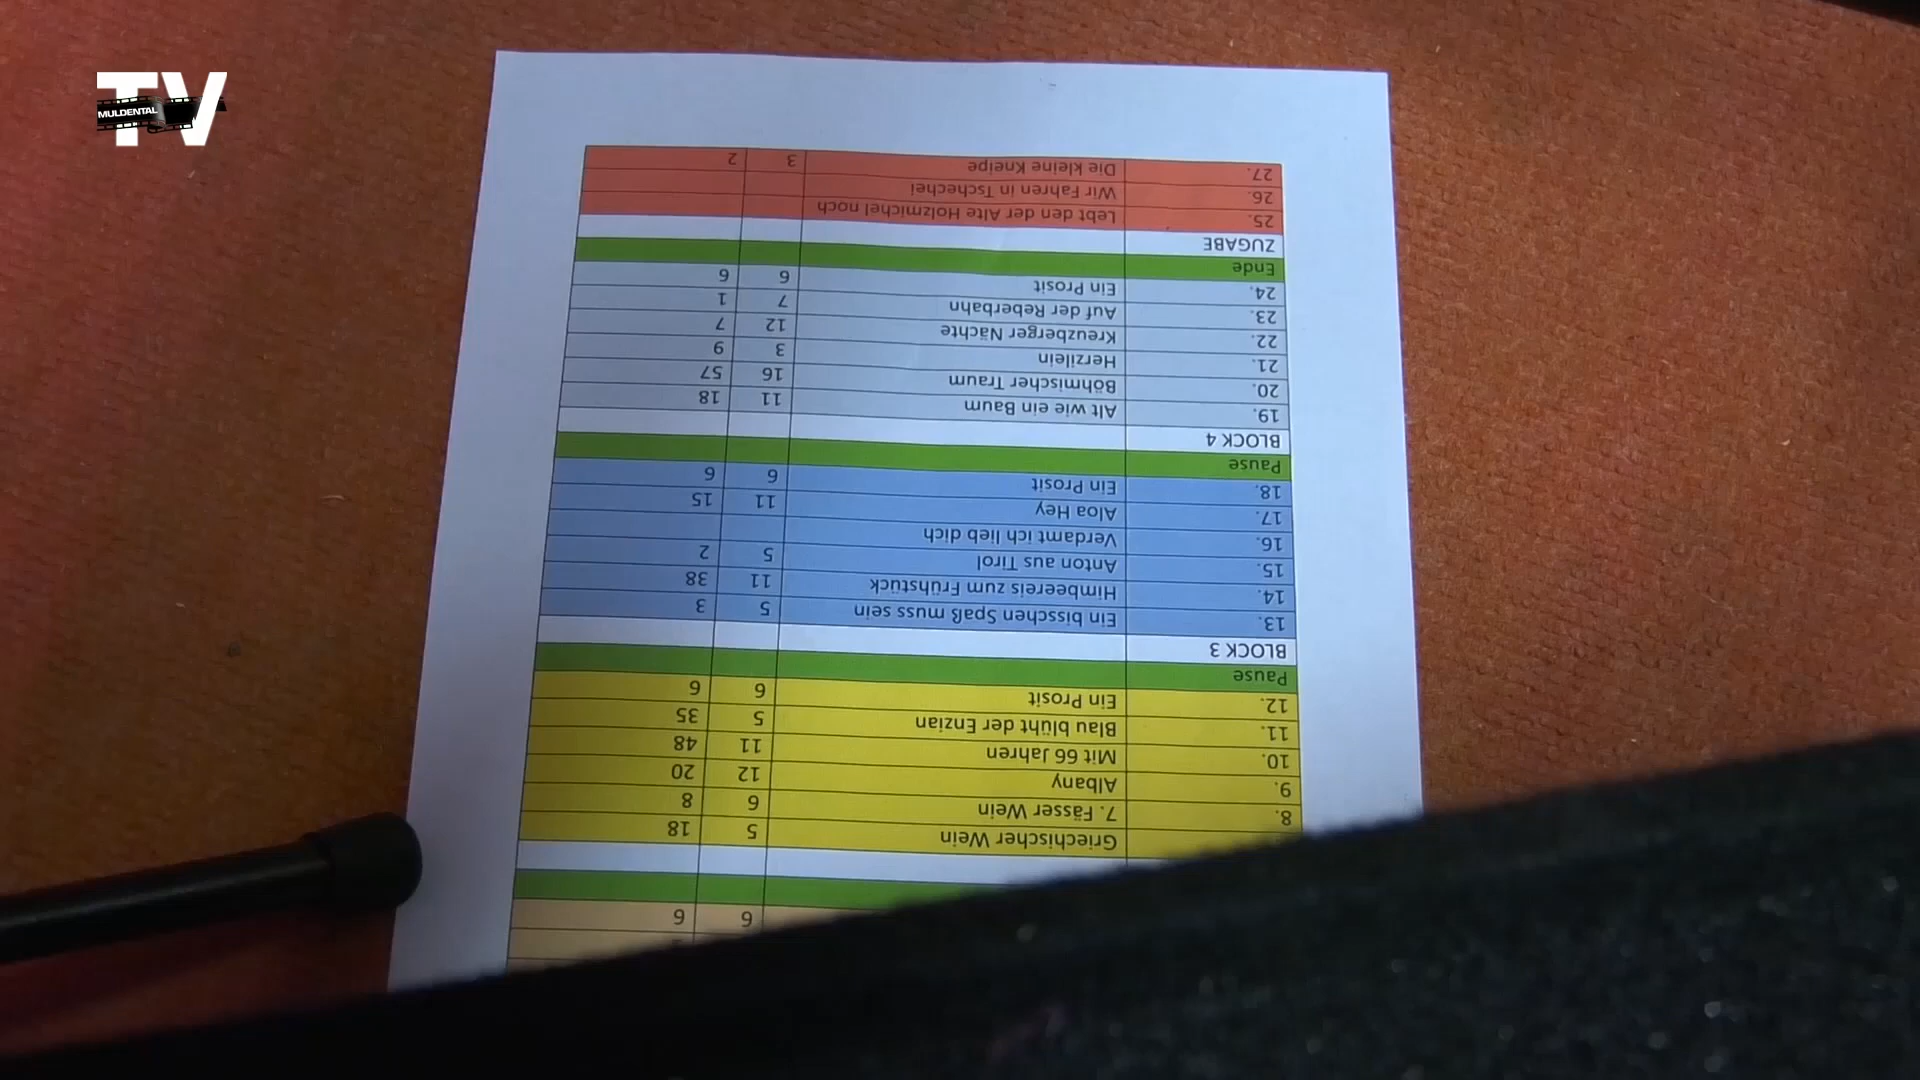 TV
MULDENTAL
6 6
Griechischer Wein 5 18
8. 7. Fässer Wein 6 8
9. Albany 12 20
10. Mit 66 Jahren 11 48
11. Blau blüht der Enzian 5 35
12. Ein Prosit 6 6
Pause
BLOCK 3
13. Ein bisschen Spaß muss sein 5 3
14. Himbeereis zum Frühstück 11 38
15. Anton aus Tirol 5 2
16. Verdamt ich lieb dich
17. Aloa Hey 11 15
18. Ein Prosit 6 6
Pause
BLOCK 4
19. Alt wie ein Baum 11 18
20. Böhmischer Traum 16 57
21. Herzilein 3 9
22. Kreuzberger Nächte 12 7
23. Auf der Reberbahn 7 1
24. Ein Prosit 6 6
Ende
ZUGABE
25. Lebt den der Alte Holzmichel noch
26. Wir Fahren in Tschechei
27. Die kleine Kneipe 3 2